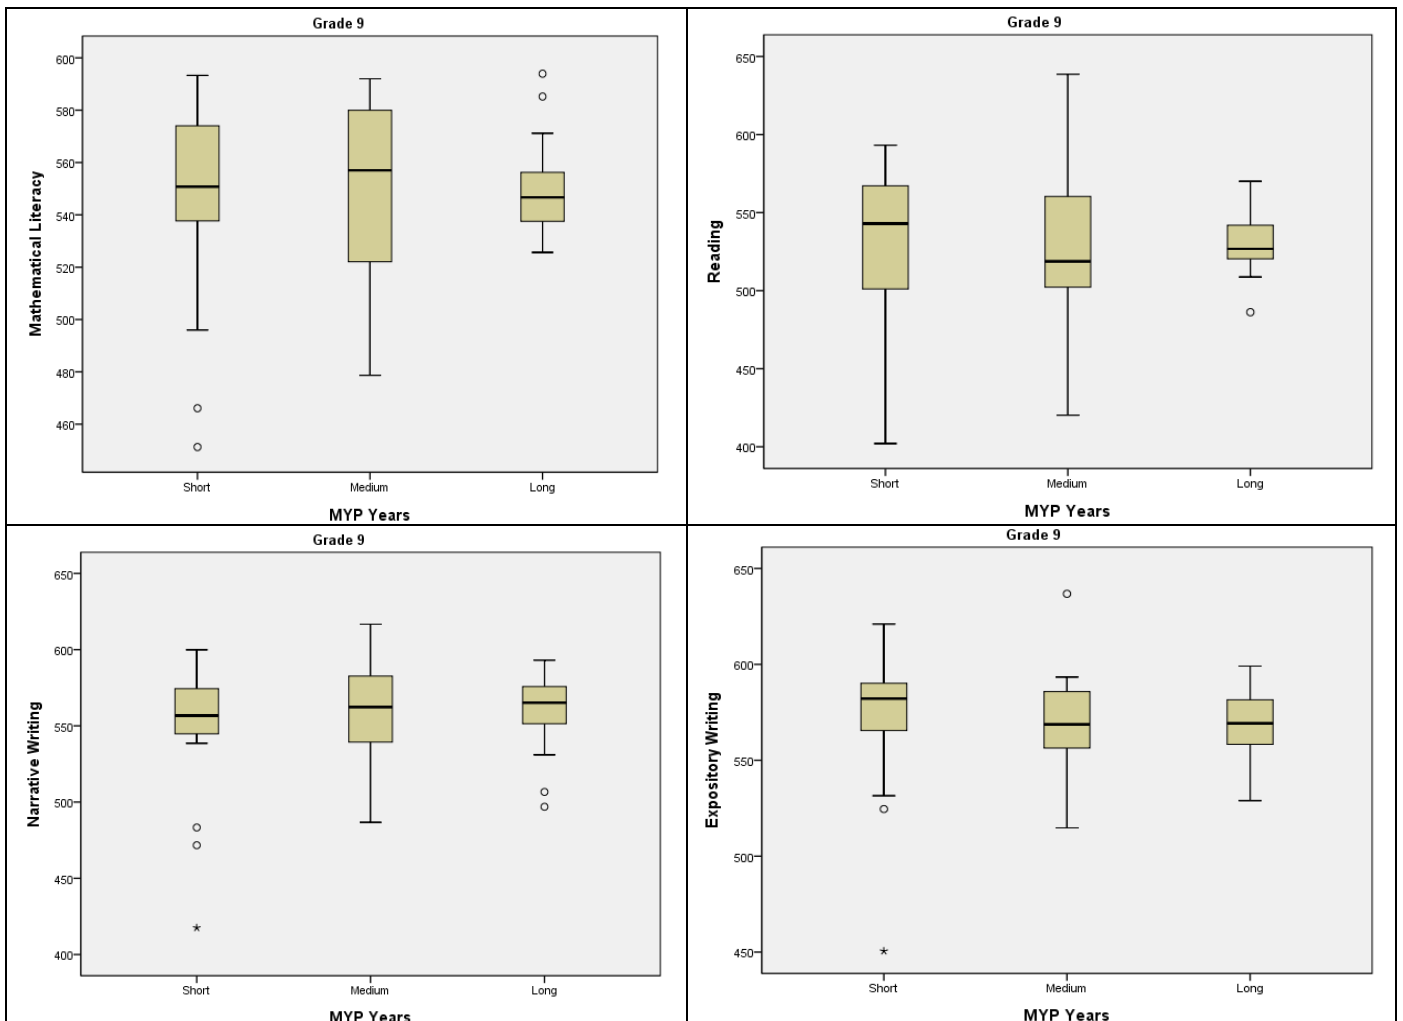 Grade 9
600
580
560
540
520
500
480
460
Mathematical Literacy
Short Medium Long
MYP Years
Grade 9
650
600
550
500
450
400
Reading
Short Medium Long
MYP Years
Grade 9
650
600
550
500
450
400
Narrative Writing
Short Medium Long
MYP Years
Grade 9
650
600
550
500
450
Expository Writing
Short Medium Long
MYP Years